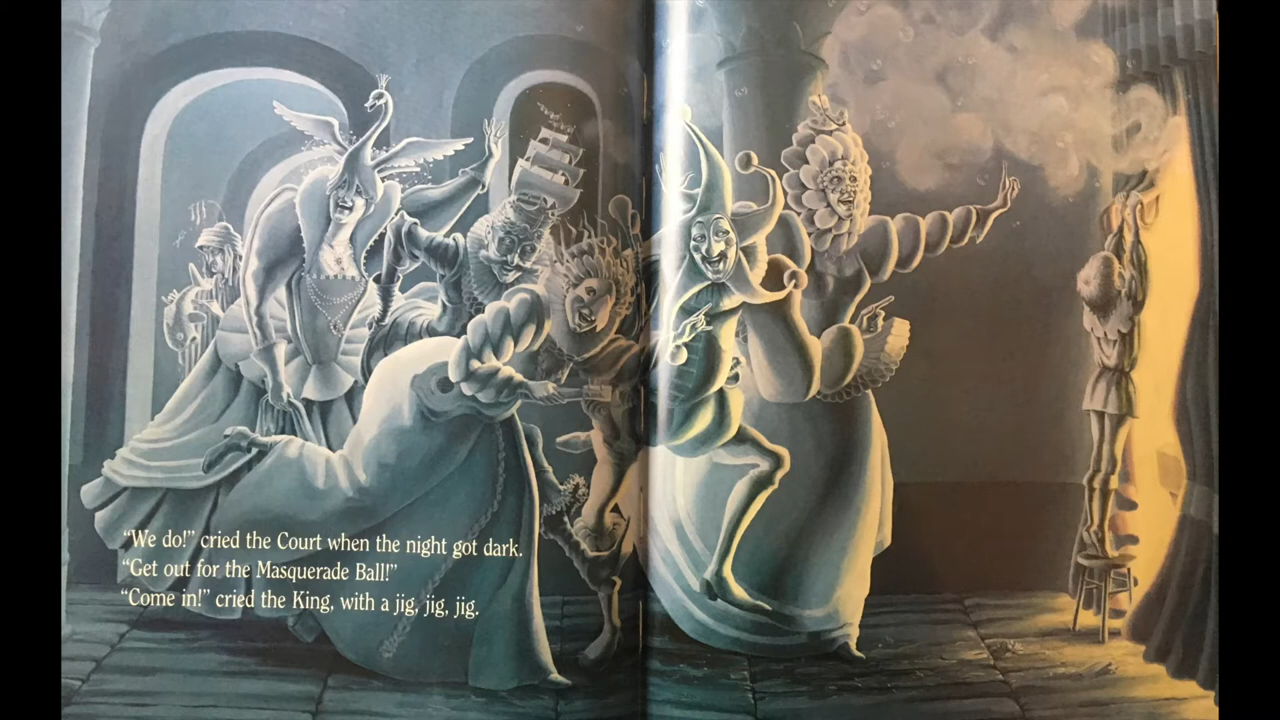 “We do!” cried the Court when the night got dark.
“Get out for the Masquerade Ball!”
“Come in!” cried the King, with a jig, jig, jig.